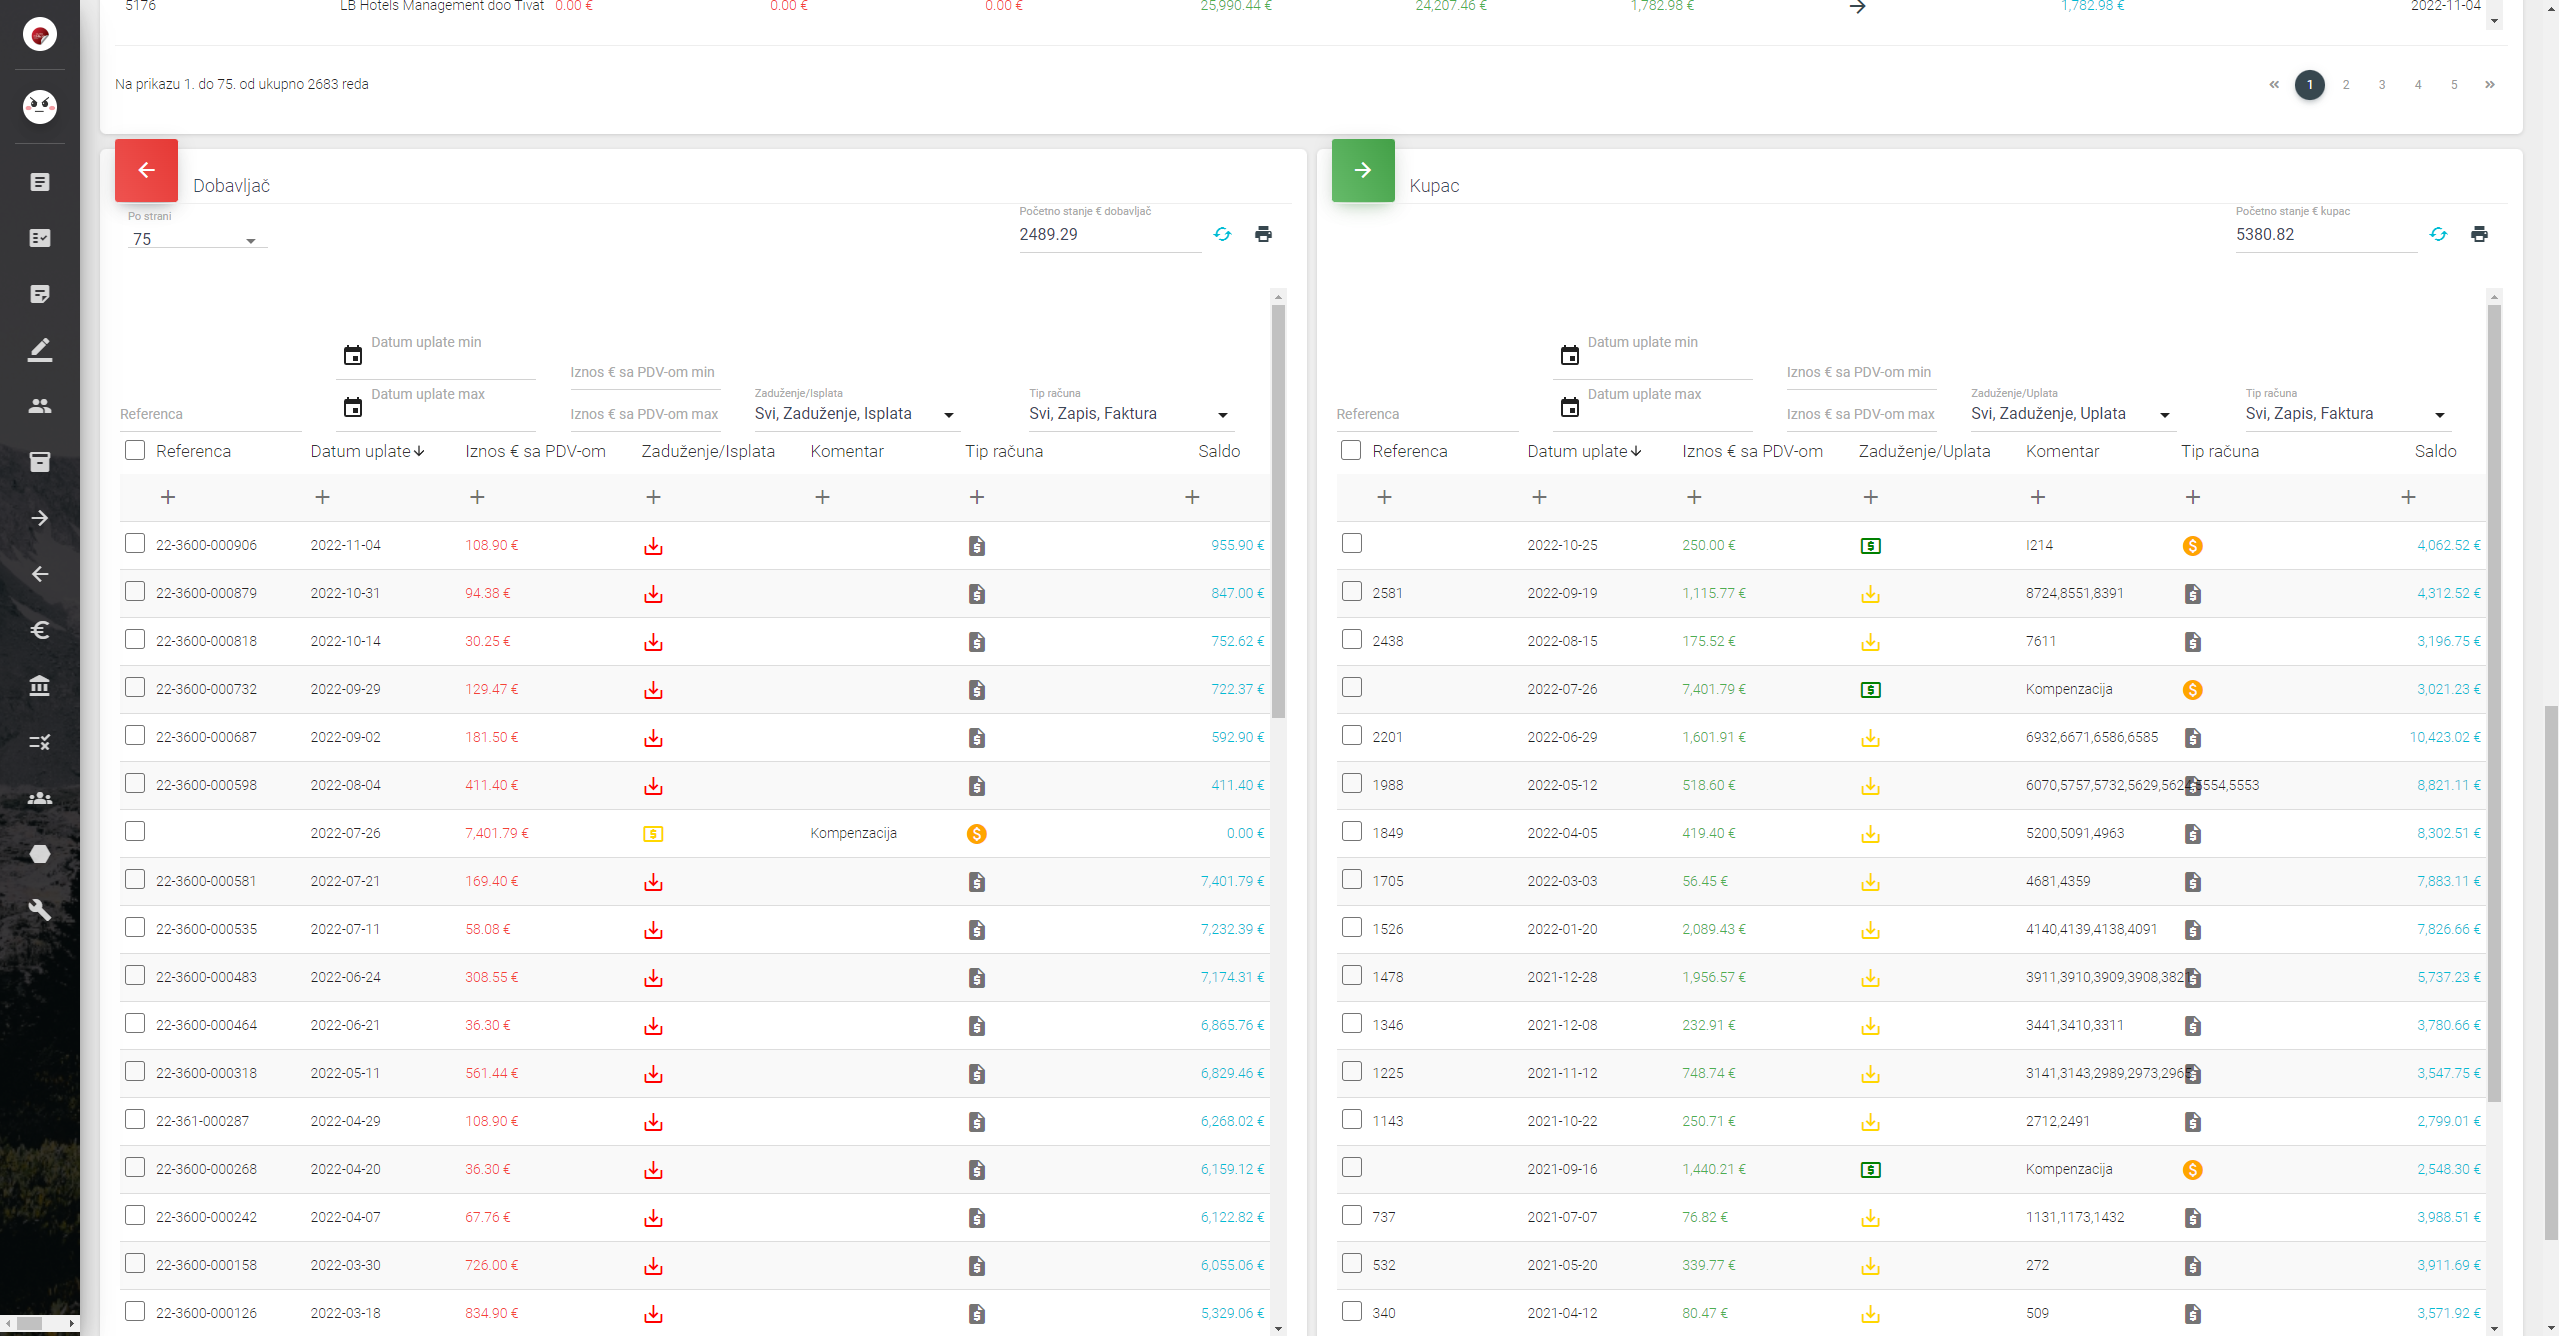 5176 LB Hotels Management doo Tivat 0.00 € 0.00 € 0.00 € 25,990.44 € 24,207.46 € 1,782.98 € 1,782.98 € 2022-11-04
Na prikazu 1. do 75. od ukupno 2683 reda « 1 2 3 4 5 »
Dobavljač
Po strani
75
Početno stanje € dobavljač
2489.29
Datum uplate min
Datum uplate max
Iznos € sa PDV-om min
Iznos € sa PDV-om max
Zaduženje/Isplata
Svi, Zaduženje, Isplata
Tip računa
Svi, Zapis, Faktura
Referenca
Referenca Datum uplate Iznos € sa PDV-om Zaduženje/Isplata Komentar Tip računa Saldo
22-3600-000906 2022-11-04 108.90 € 955.90 €
22-3600-000879 2022-10-31 94.38 € 847.00 €
22-3600-000818 2022-10-14 30.25 € 752.62 €
22-3600-000732 2022-09-29 129.47 € 722.37 €
22-3600-000687 2022-09-02 181.50 € 592.90 €
22-3600-000598 2022-08-04 411.40 € 411.40 €
2022-07-26 7,401.79 € Kompenzacija 0.00 €
22-3600-000581 2022-07-21 169.40 € 7,401.79 €
22-3600-000535 2022-07-11 58.08 € 7,232.39 €
22-3600-000483 2022-06-24 308.55 € 7,174.31 €
22-3600-000464 2022-06-21 36.30 € 6,865.76 €
22-3600-000318 2022-05-11 561.44 € 6,829.46 €
22-361-000287 2022-04-29 108.90 € 6,268.02 €
22-3600-000268 2022-04-20 36.30 € 6,159.12 €
22-3600-000242 2022-04-07 67.76 € 6,122.82 €
22-3600-000158 2022-03-30 726.00 € 6,055.06 €
22-3600-000126 2022-03-18 834.90 € 5,329.06 €
Kupac
Početno stanje € kupac
5380.82
Datum uplate min
Datum uplate max
Iznos € sa PDV-om min
Iznos € sa PDV-om max
Zaduženje/Uplata
Svi, Zaduženje, Uplata
Tip računa
Svi, Zapis, Faktura
Referenca
Referenca Datum uplate Iznos € sa PDV-om Zaduženje/Uplata Komentar Tip računa Saldo
2022-10-25 250.00 € I214 4,062.52 €
2581 2022-09-19 1,115.77 € 8724,8551,8391 4,312.52 €
2438 2022-08-15 175.52 € 7611 3,196.75 €
2022-07-26 7,401.79 € Kompenzacija 3,021.23 €
2201 2022-06-29 1,601.91 € 6932,6671,6586,6585 10,423.02 €
1988 2022-05-12 518.60 € 6070,5757,5732,5629,5624,5554,5553 8,821.11 €
1849 2022-04-05 419.40 € 5200,5091,4963 8,302.51 €
1705 2022-03-03 56.45 € 4681,4359 7,883.11 €
1526 2022-01-20 2,089.43 € 4140,4139,4138,4091 7,826.66 €
1478 2021-12-28 1,956.57 € 3911,3910,3909,3908, 5,737.23 €
1346 2021-12-08 232.91 € 3441,3410,3311 3,780.66 €
1225 2021-11-12 748.74 € 3141,3143,2989,2973, 3,547.75 €
1143 2021-10-22 250.71 € 2712,2491 2,799.01 €
2021-09-16 1,440.21 € Kompenzacija 2,548.30 €
737 2021-07-07 76.82 € 1131,1173,1432 3,988.51 €
532 2021-05-20 339.77 € 272 3,911.69 €
340 2021-04-12 80.47 € 509 3,571.92 €